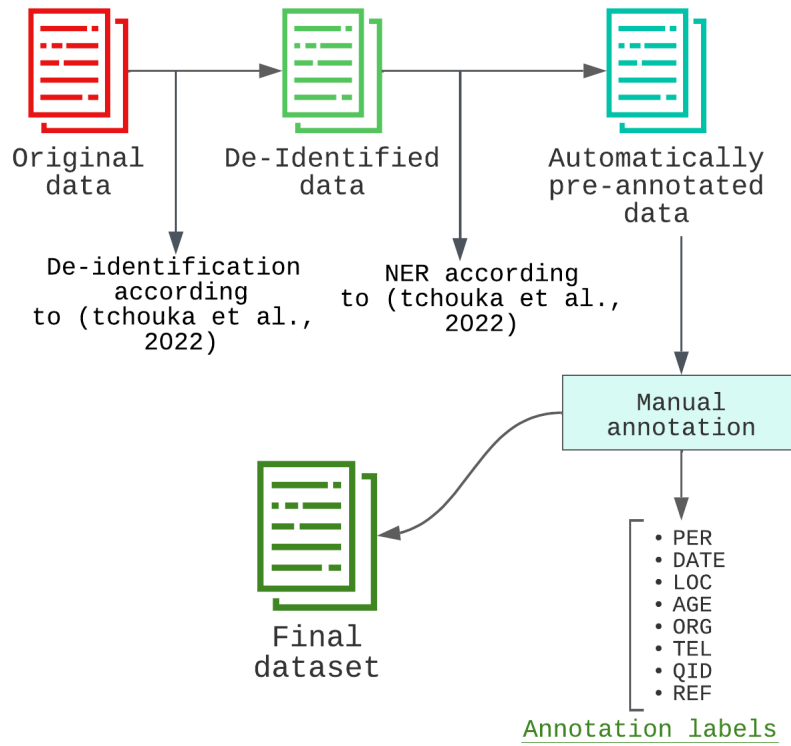 Original
data
De-Identified
data
Automatically
pre-annotated
data
De-identification
according
to (tchouka et al.,
2022)
NER according
to (tchouka et al.,
2022)
Manual
annotation
Final
dataset
• PER
• DATE
• LOC
• AGE
• ORG
• TEL
• QID
• REF
Annotation labels